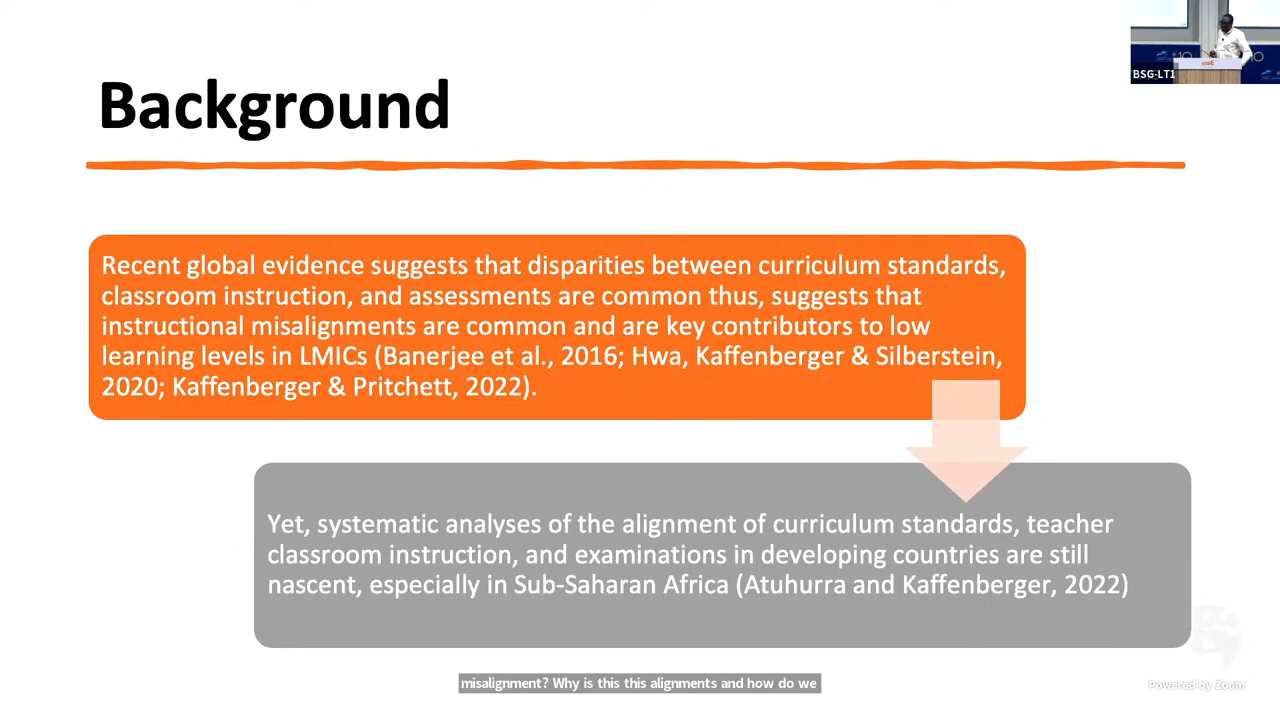 BSG-LT1
Background
Recent global evidence suggests that disparities between curriculum standards,
classroom instruction, and assessments are common thus, suggests that
instructional misalignments are common and are key contributors to low
learning levels in LMICs (Banerjee et al., 2016; Hwa, Kaffenberger & Silberstein,
2020; Kaffenberger & Pritchett, 2022).
Yet, systematic analyses of the alignment of curriculum standards, teacher
classroom instruction, and examinations in developing countries are still
nascent, especially in Sub-Saharan Africa (Atuhurra and Kaffenberger, 2022)
misalignment? Why is this this alignments and how do we
Powered by Zoom